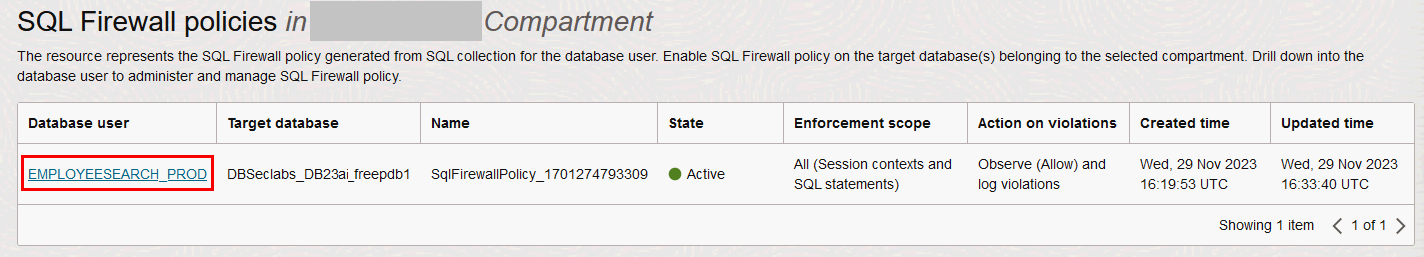 SQL Firewall policies in Compartment
The resource represents the SQL Firewall policy generated from SQL collection for the database user. Enable SQL Firewall policy on the target database(s) belonging to the selected compartment. Drill down into the
database user to administer and manage SQL Firewall policy.
Database user Target database Name State Enforcement scope Action on violations Created time Updated time
EMPLOYEESEARCH_PROD DBSeclabs_DB23ai_freepdb1 SqlFirewallPolicy_1701274793309 Active All (Session contexts and Observe (Allow) and Wed, 29 Nov 2023 Wed, 29 Nov 2023
SQL statements) log violations 16:19:53 UTC 16:33:40 UTC
Showing 1 item 1 of 1